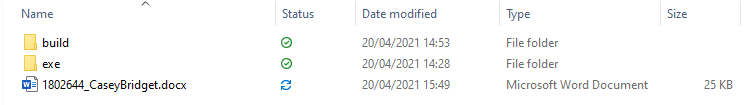 Name Status Date modified Type Size
build 20/04/2021 14:53 File folder
exe 20/04/2021 14:28 File folder
1802644_CaseyBridget.docx 20/04/2021 15:49 Microsoft Word Document 25 KB